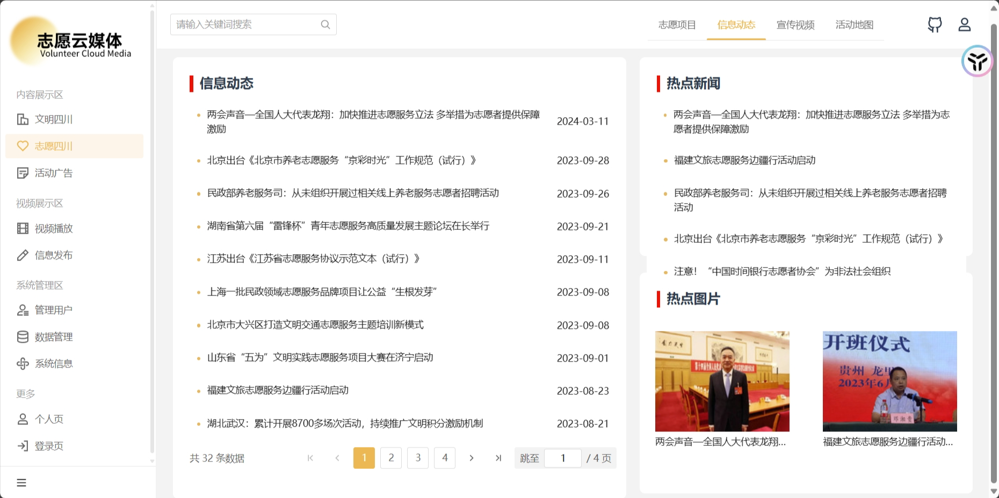 志愿云媒体
Volunteer Cloud Media
内容展示区
文明四川
志愿四川
活动广告
视频展示区
视频播放
信息发布
系统管理区
管理用户
数据管理
系统信息
更多
个人页
登录页
请输入关键词搜索
志愿项目 信息动态 宣传视频 活动地图
信息动态
两会声音—全国人大代表龙翔：加快推进志愿服务立法 多举措为志愿者提供保障
激励
2024-03-11
北京出台《北京市养老志愿服务“京彩时光”工作规范（试行）》 2023-09-28
民政部养老服务司：从未组织开展过相关线上养老服务志愿者招聘活动 2023-09-26
湖南省第六届“雷锋杯”青年志愿服务高质量发展主题论坛在长举行 2023-09-21
江苏出台《江苏省志愿服务协议示范文本（试行）》 2023-09-11
上海一批民政领域志愿服务品牌项目让公益“生根发芽” 2023-09-08
北京市大兴区打造文明交通志愿服务主题培训新模式 2023-09-08
山东省“五为”文明实践志愿服务项目大赛在济宁启动 2023-09-01
福建文旅志愿服务边疆行活动启动 2023-08-23
湖北武汉：累计开展8700多场次活动，持续推广文明积分激励机制 2023-08-21
共 32 条数据 1 2 3 4 跳至 1 / 4 页
热点新闻
两会声音—全国人大代表龙翔：加快推进志愿服务立法 多举措为志
愿者提供保障激励
福建文旅志愿服务边疆行活动启动
民政部养老服务司：从未组织开展过相关线上养老服务志愿者招聘
活动
北京出台《北京市养老志愿服务“京彩时光”工作规范（试行）》
注意！“中国时间银行志愿者协会”为非法社会组织
热点图片
开班仪式
贵州 龙里
2023年6月
邓淑贵
两会声音—全国人大代表龙翔...
福建文旅志愿服务边疆行活动...